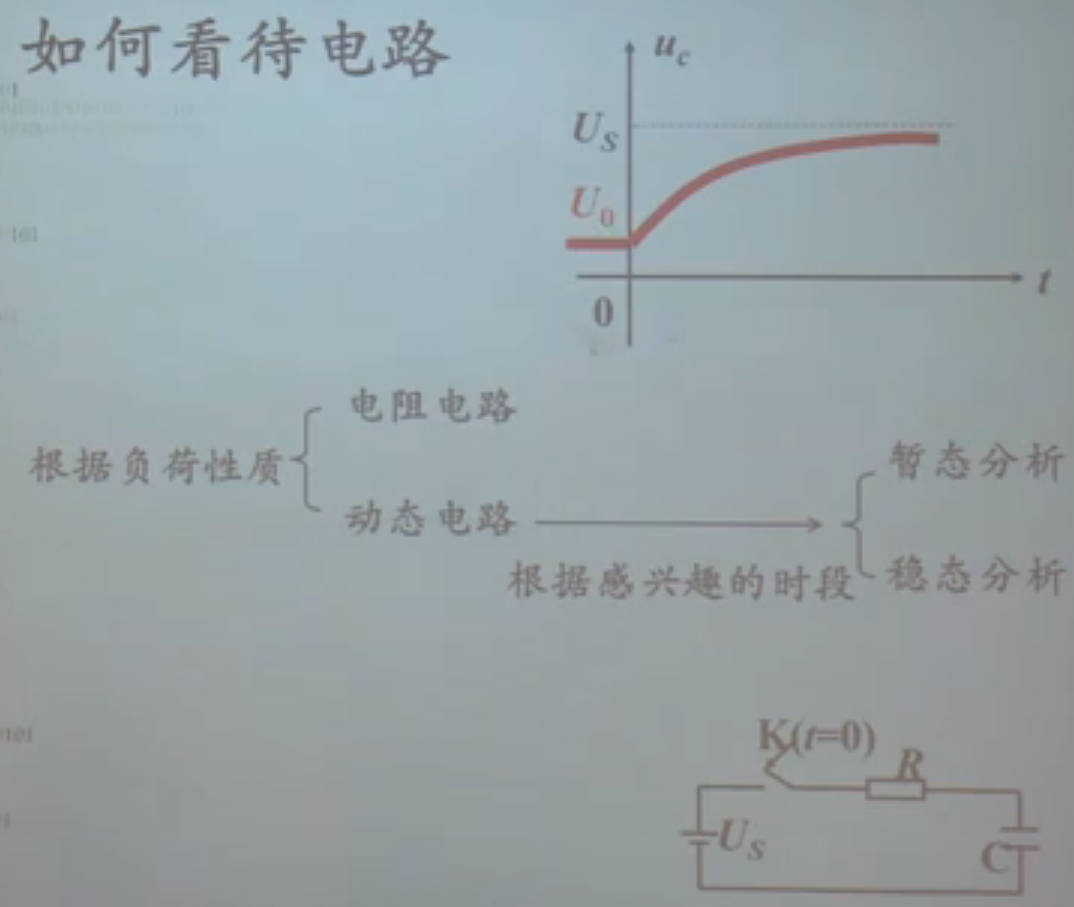 如何看待电路
u_c
U_S
U_0
t
0
电阻电路
根据负荷性质
动态电路
暂态分析
根据感兴趣的时段
稳态分析
K(t=0)
R
U_S
C